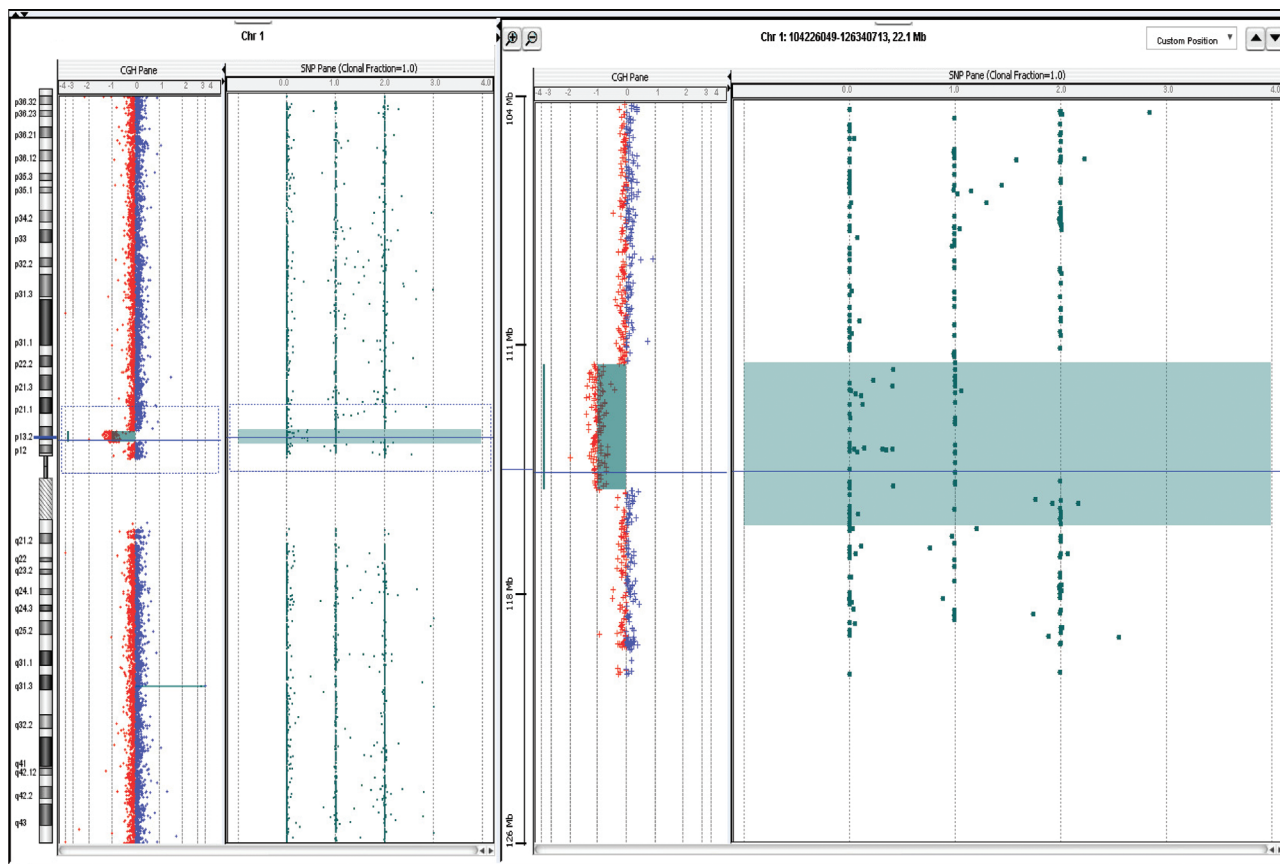 Chr 1
Chr 1: 104226049-126340713, 22.1 Mb
Custom Position
CGH Pane
SNP Pane (Clonal Fraction=1.0)
-4 -3 -2 -1 0 1 2 3 4
0.0 1.0 2.0 3.0 4.0
p36.32
p36.23
p36.21
p36.12
p35.3
p35.1
p34.2
p33
p32.2
p31.3
p31.1
p22.2
p21.3
p21.1
p13.2
p12
q21.2
q22
q23.2
q24.1
q24.3
q25.2
q31.1
q31.3
q32.2
q41
q42.12
q42.2
q43
CGH Pane
SNP Pane (Clonal Fraction=1.0)
-4 -3 -2 -1 0 1 2 3 4
0.0 1.0 2.0 3.0 4.0
104 Mb
111 Mb
118 Mb
126 Mb